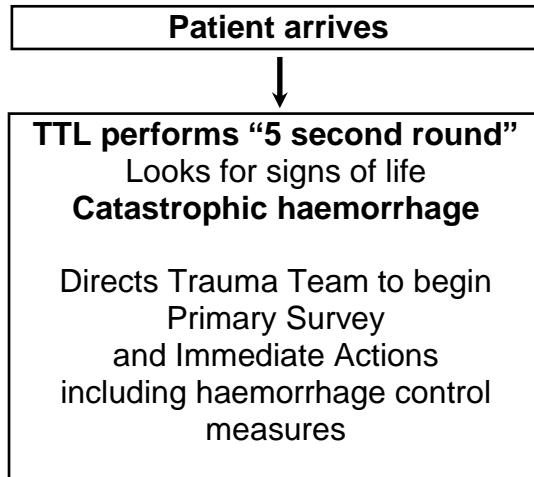 Patient arrives
TTL performs “5 second round”
Looks for signs of life
Catastrophic haemorrhage
Directs Trauma Team to begin
Primary Survey
and Immediate Actions
including haemorrhage control
measures